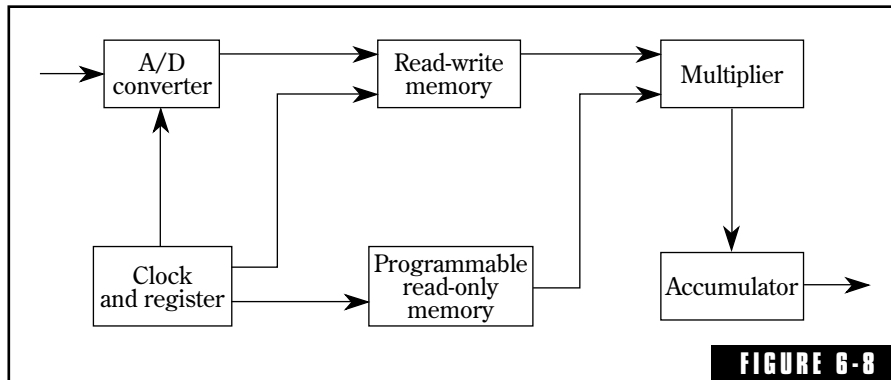 A/D
converter
Read-write
memory
Multiplier
Clock
and register
Programmable
read-only
memory
Accumulator
FIGURE 6-8